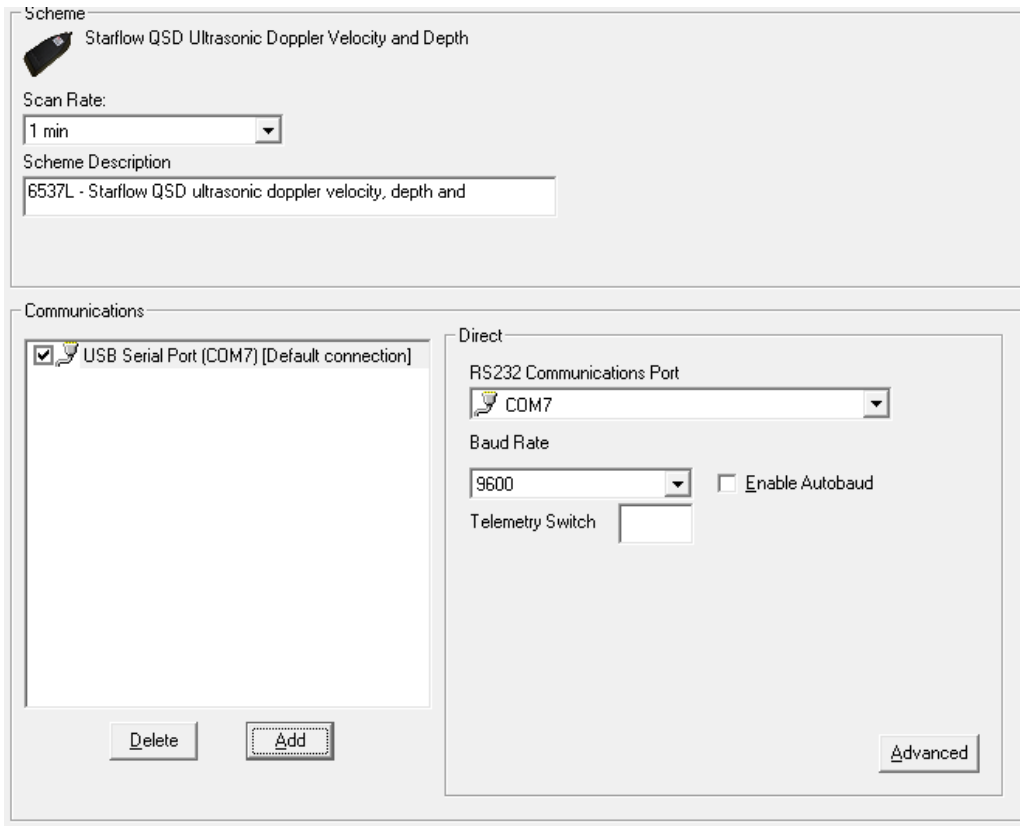 Scheme
Starflow QSD Ultrasonic Doppler Velocity and Depth
Scan Rate:
1 min
Scheme Description
6537L - Starflow QSD ultrasonic doppler velocity, depth and
Communications
USB Serial Port (COM7) [Default connection]
Direct
RS232 Communications Port
COM7
Baud Rate
9600
Enable Autobaud
Telemetry Switch
Delete
Add
Advanced